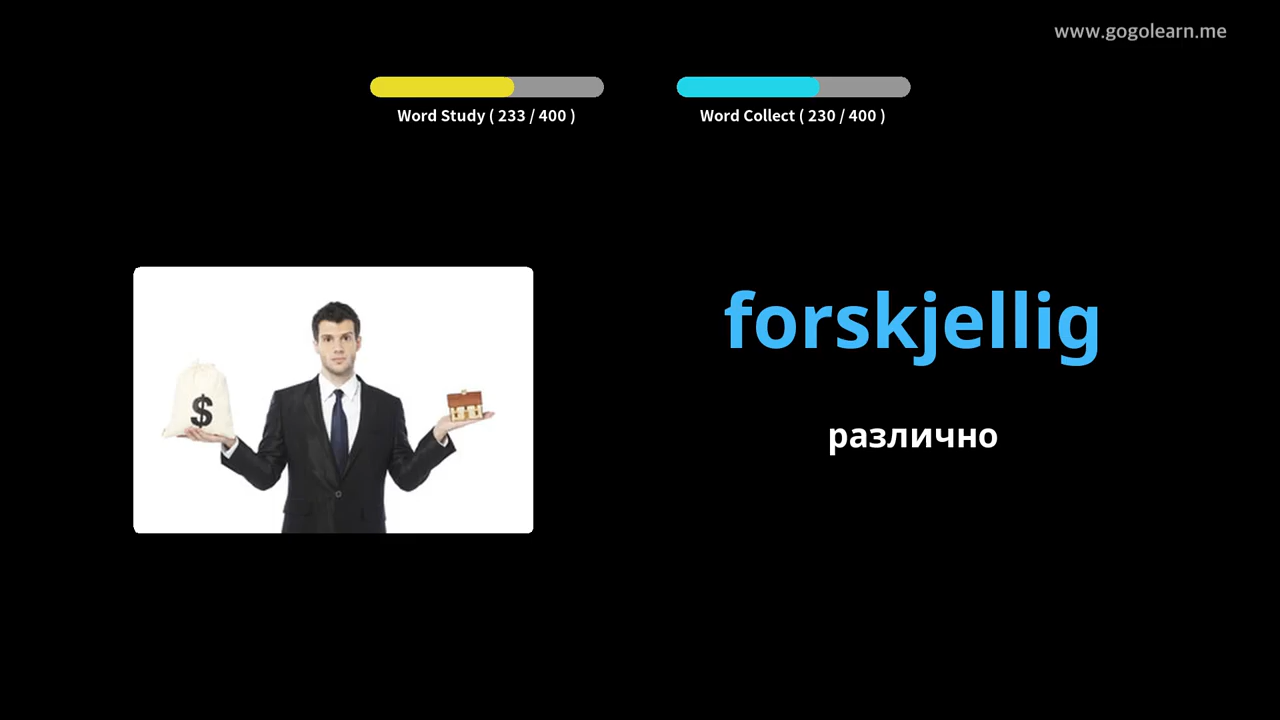 www.gogolearn.me
Word Study ( 233 / 400 )
Word Collect ( 230 / 400 )
$
forskjellig
различно